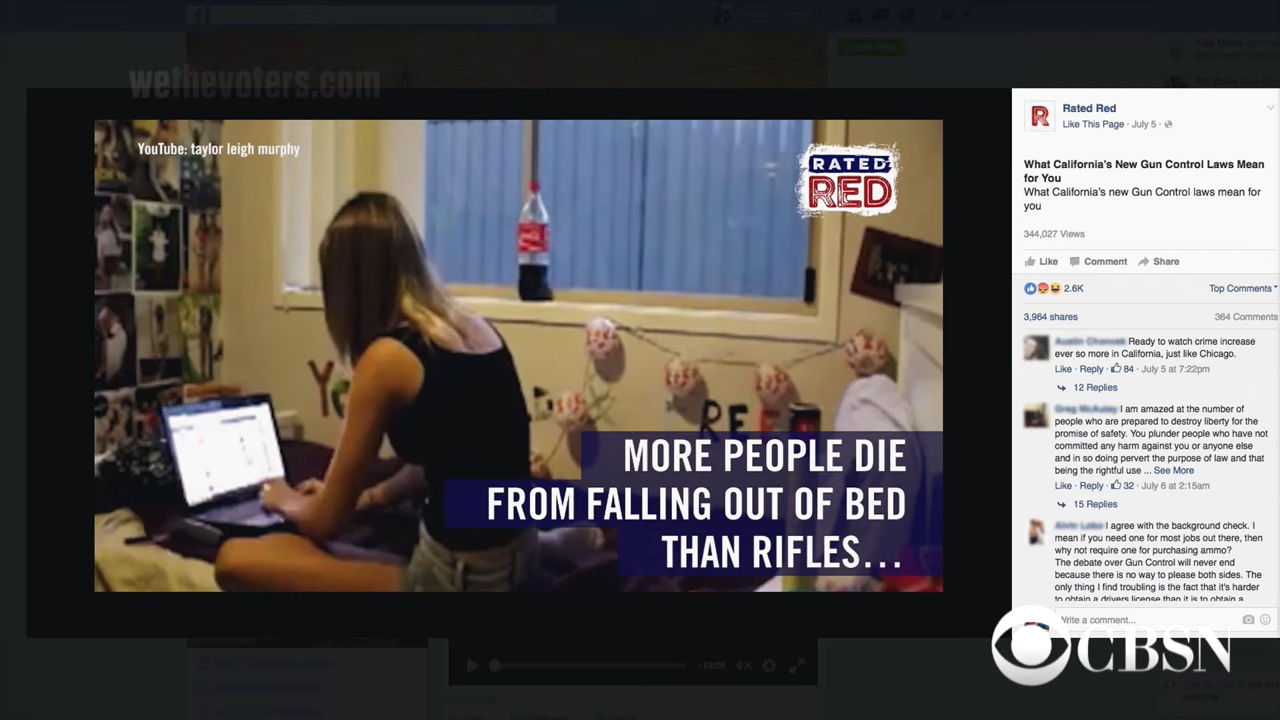 wethevoters.com
YouTube: taylor leigh murphy
RATED
RED
MORE PEOPLE DIE
FROM FALLING OUT OF BED
THAN RIFLES...
Rated Red
Like This Page · July 5 ·
What California's New Gun Control Laws Mean
for You
What California's new Gun Control laws mean for
you
344,027 Views
Like Comment Share
2.6K Top Comments
3,964 shares 364 Comments
Ready to watch crime increase
ever so more in California, just like Chicago.
Like · Reply · 84 · July 5 at 7:22pm
12 Replies
I am amazed at the number of
people who are prepared to destroy liberty for the
promise of safety. You plunder people who have not
committed any harm against you or anyone else
and in so doing pervert the purpose of law and that
being the rightful use ... See More
Like · Reply · 32 · July 6 at 2:15am
15 Replies
I agree with the background check. I
mean if you need one for most jobs out there, then
why not require one for purchasing ammo?
The debate over Gun Control will never end
because there is no way to please both sides. The
only thing I find troubling is the fact that it's harder
to obtain a drivers license than it is to obtain a
Write a comment...
CBSN